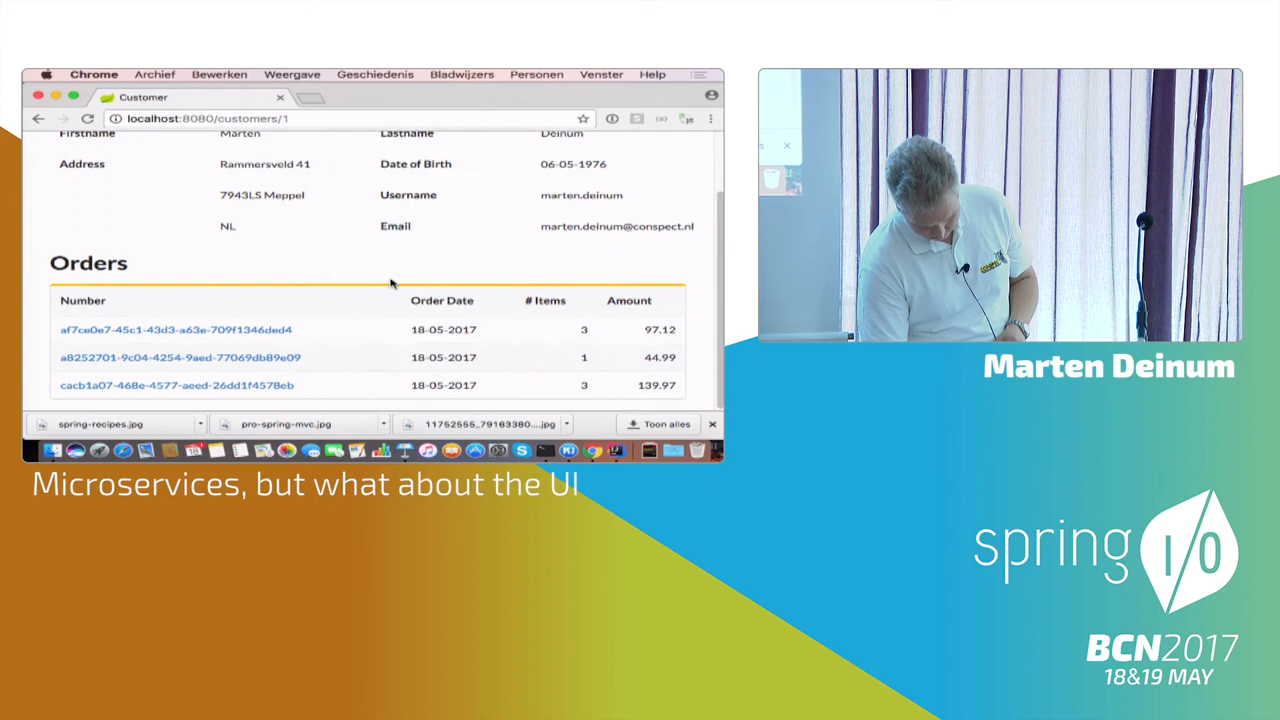 Chrome Archief Bewerken Weergave Geschiedenis Bladwijzers Personen Venster Help
Customer
localhost:8080/customers/1
Firstname Marten Lastname Deinum
Address Rammersveld 41 Date of Birth 06-05-1976
7943LS Meppel Username marten.deinum
NL Email marten.deinum@conspect.nl
Orders
Number Order Date # Items Amount
af7ce0e7-45c1-43d3-a63e-709f1346ded4 18-05-2017 3 97.12
a8252701-9c04-4254-9aed-77069db89e09 18-05-2017 1 44.99
cacb1a07-468e-4577-aeed-26dd1f4578eb 18-05-2017 3 139.97
spring-recipes.jpg pro-spring-mvc.jpg 11752555_79183380....jpg Toon alles
Marten Deinum
Microservices, but what about the UI
spring I/O
BCN2017
18&19 MAY